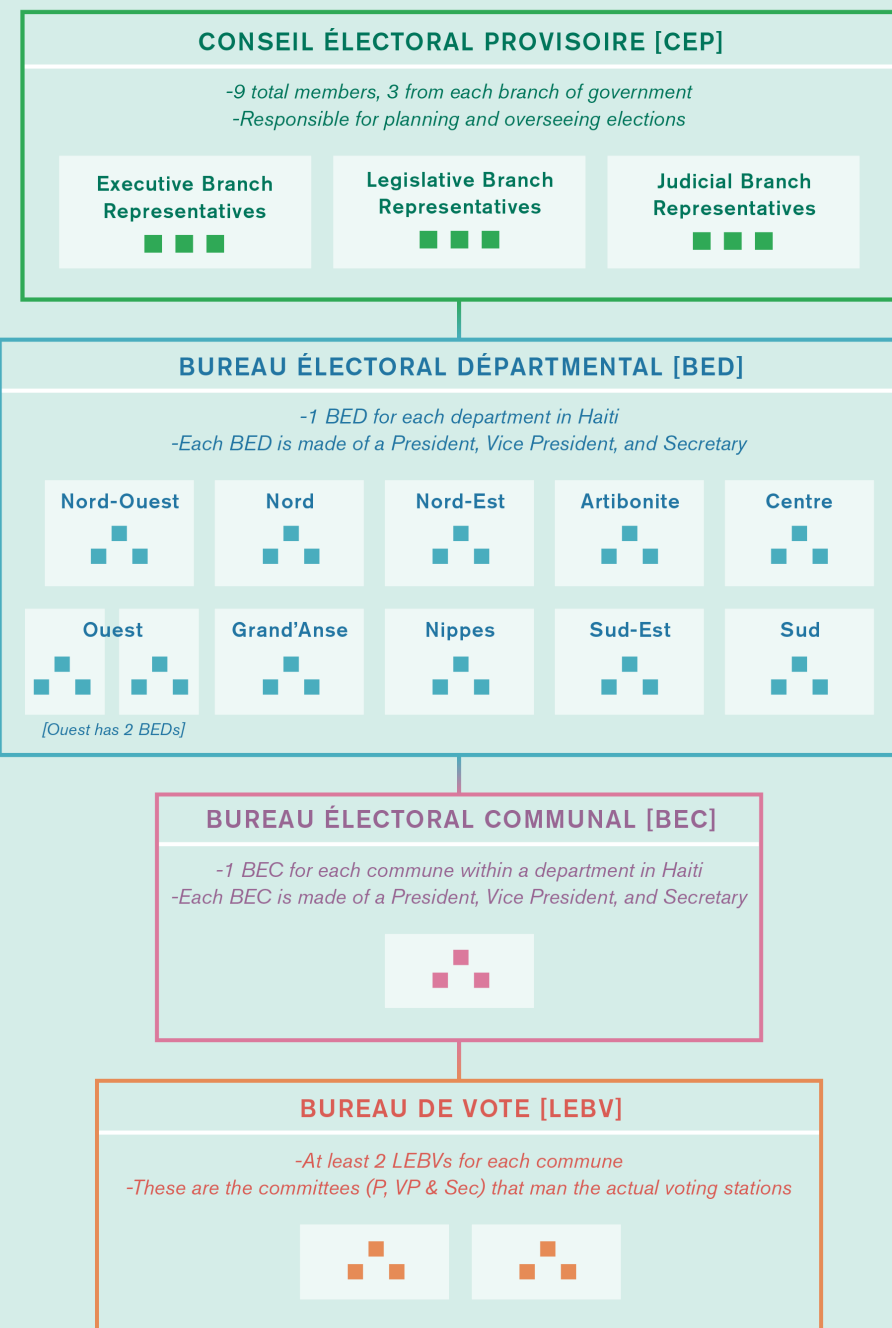 CONSEIL ÉLECTORAL PROVISOIRE [CEP]
-9 total members, 3 from each branch of government
-Responsible for planning and overseeing elections
Executive Branch
Representatives
Legislative Branch
Representatives
Judicial Branch
Representatives
BUREAU ÉLECTORAL DÉPARTMENTAL [BED]
-1 BED for each department in Haiti
-Each BED is made of a President, Vice President, and Secretary
Nord-Ouest
Nord
Nord-Est
Artibonite
Centre
Ouest
Grand’Anse
Nippes
Sud-Est
Sud
[Ouest has 2 BEDs]
BUREAU ÉLECTORAL COMMUNAL [BEC]
-1 BEC for each commune within a department in Haiti
-Each BEC is made of a President, Vice President, and Secretary
BUREAU DE VOTE [LEBV]
-At least 2 LEBVs for each commune
-These are the committees (P, VP & Sec) that man the actual voting stations